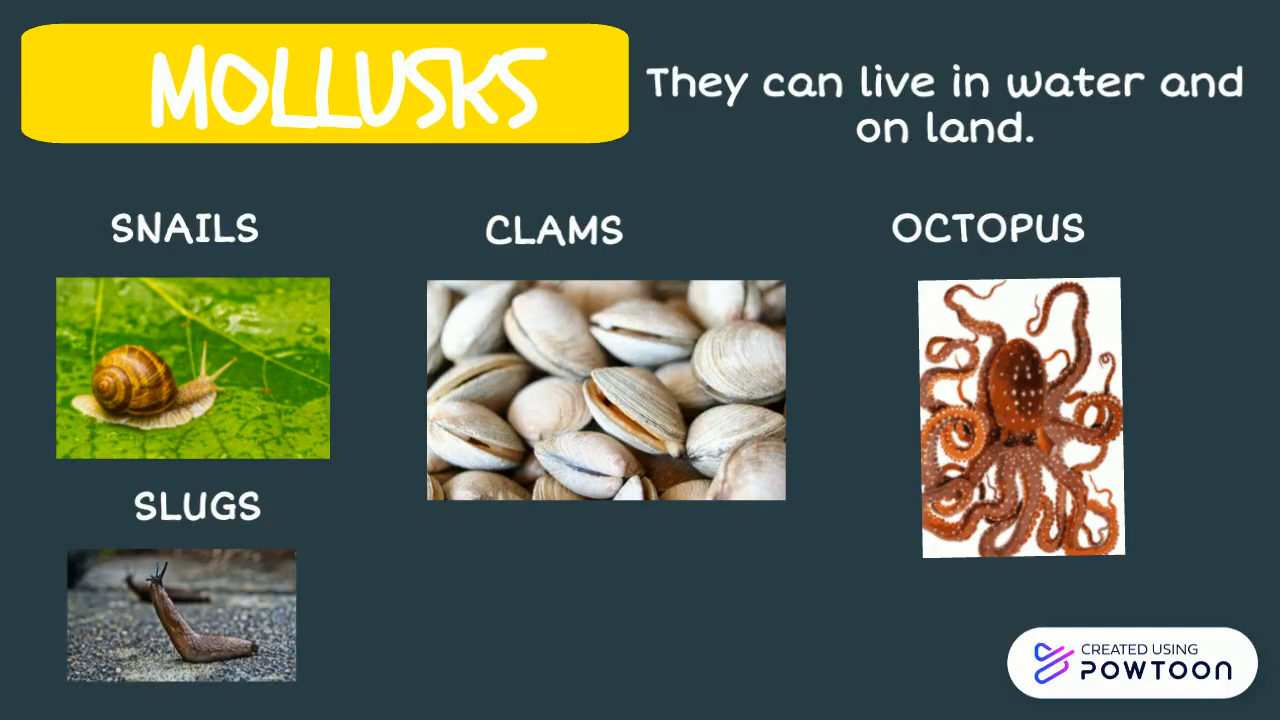 MOLLUSKS
They can live in water and
on land.
SNAILS
CLAMS
OCTOPUS
SLUGS
CREATED USING
POWTOON